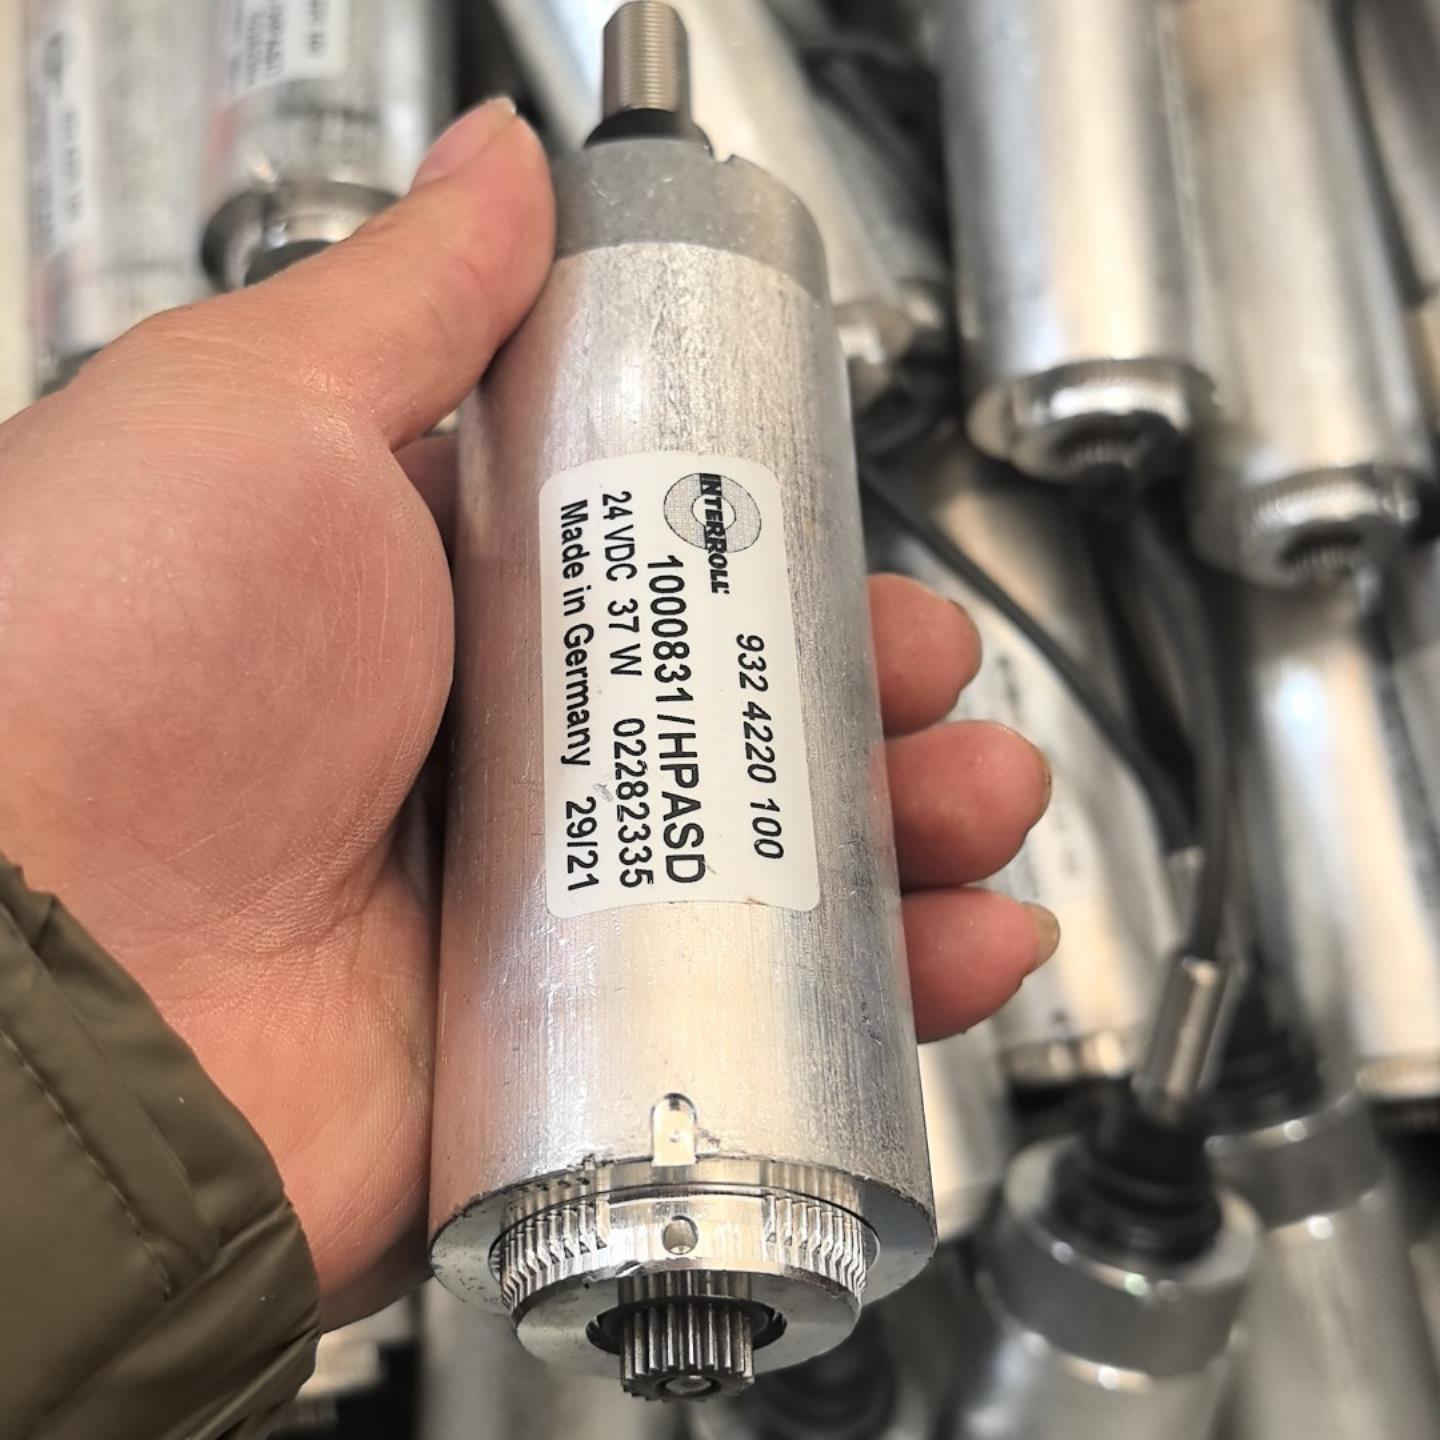 INTERROLL
932 4220 100
1000831/HPASD
24 VDC 37 W 02282335
Made in Germany 29/21